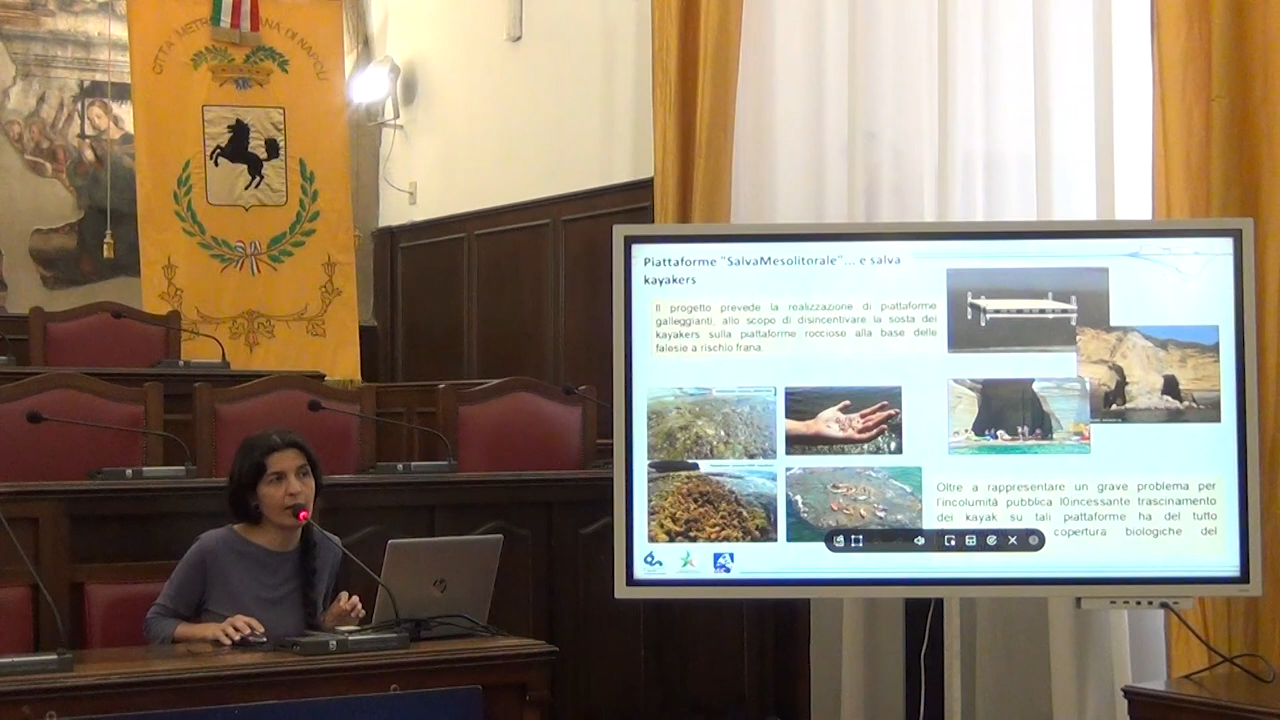 CITTÀ METROPOLITANA DI NAPOLI
Piattaforme "SalvaMesolitorale"... e salva
kayakers
Il progetto prevede la realizzazione di piattaforme
galleggianti, allo scopo di disincentivare la sosta dei
kayakers sulla piattaforme rocciose alla base delle
falesie a rischio frana.
Oltre a rappresentare un grave problema per
l'incolumità pubblica l0incessante trascinamento
dei kayak su tali piattaforme ha del tutto
copertura biologiche del
hp